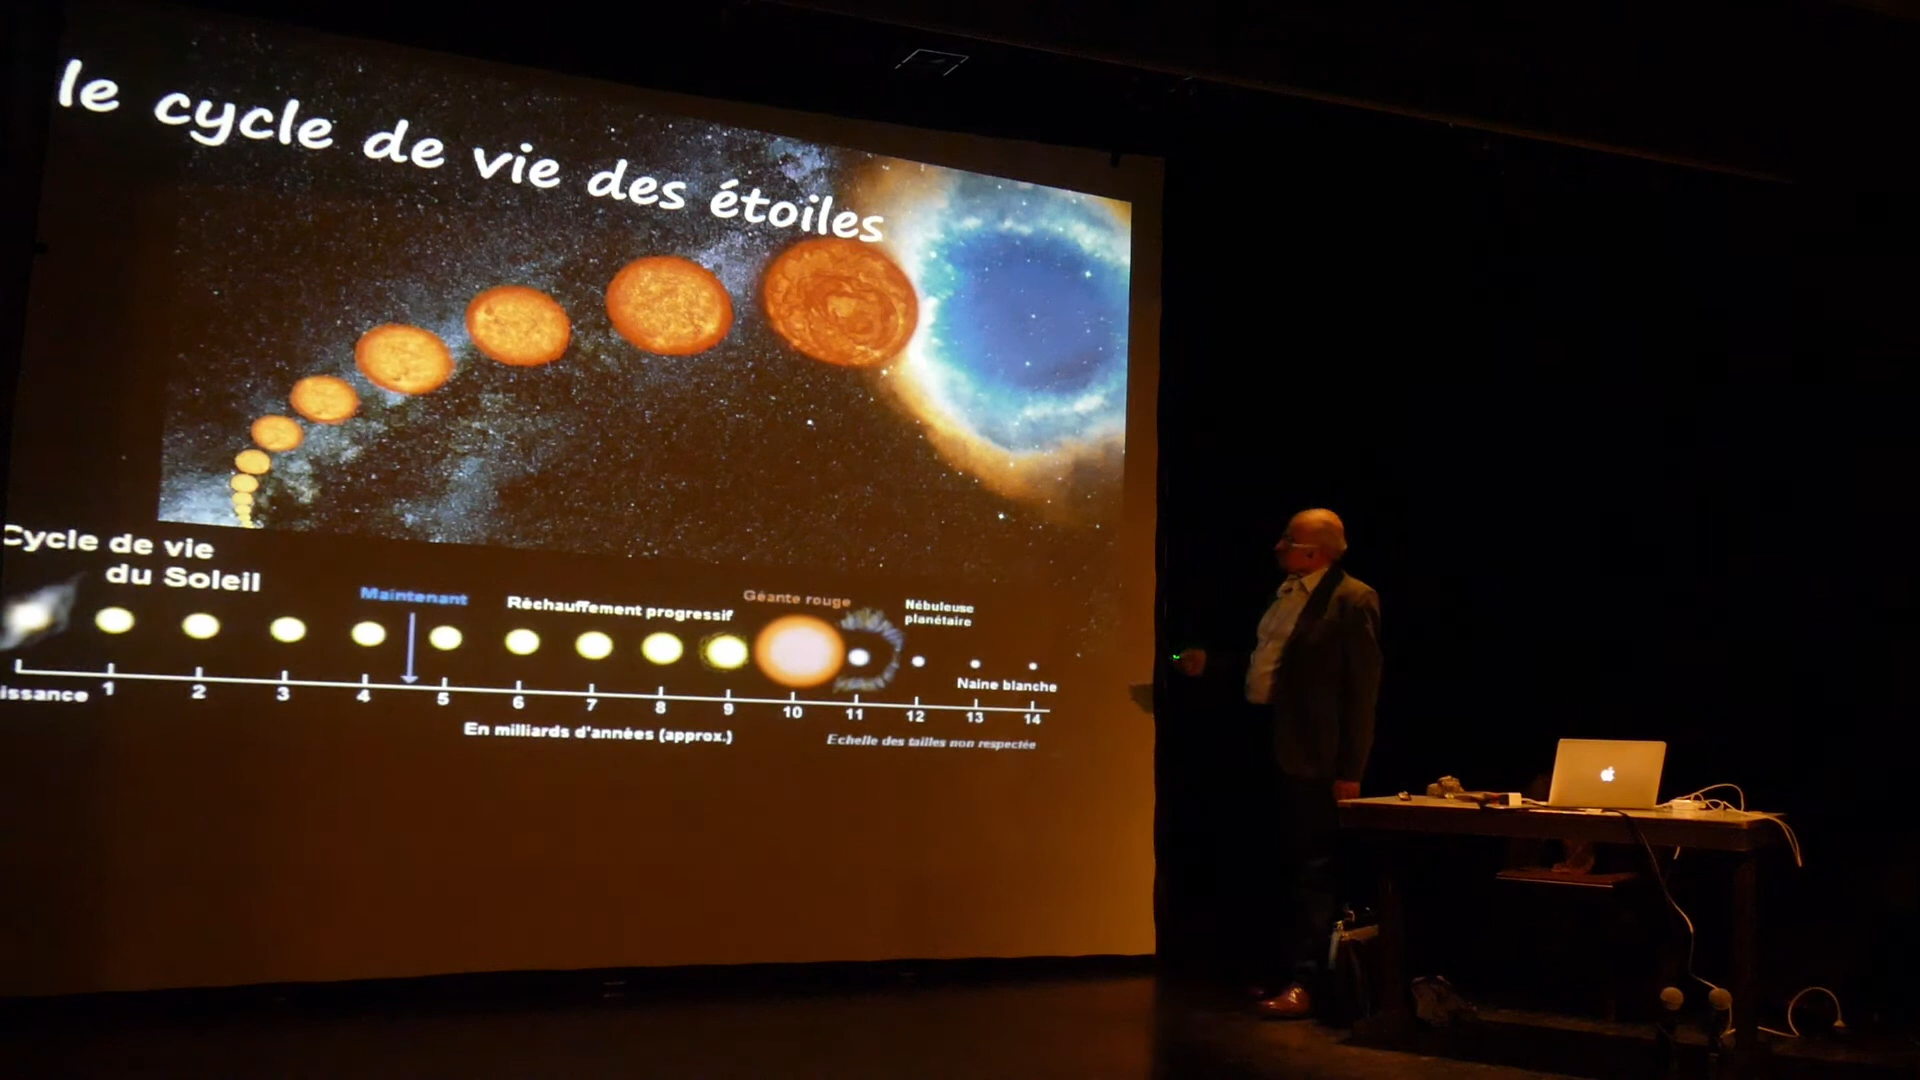 le cycle de vie des étoiles
Cycle de vie
du Soleil
Maintenant
Réchauffement progressif
Géante rouge
Nébuleuse
planétaire
Naine blanche
issance 1 2 3 4 5 6 7 8 9 10 11 12 13 14
En milliards d'années (approx.)
Echelle des tailles non respectée